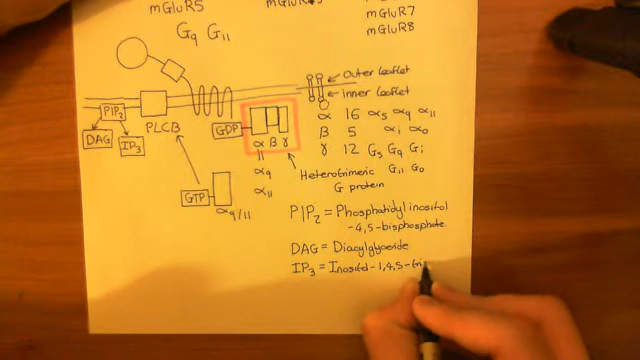 mGluR5
mGluR7
mGluR8
Gq G11
Outer leaflet
inner leaflet
PIP2
PLCB
DAG
IP3
GDP
α β γ
αq
α11
α 16 αs αq α11
β 5 αi αo
γ 12 Gs Gq Gi
G11 Go
Heterotrimeric
G protein
GTP
αq/11
PIP2 = Phosphatidyl inositol
-4,5-bisphosphate
DAG = Diacylglyceride
IP3 = Inositol-1,4,5-tri